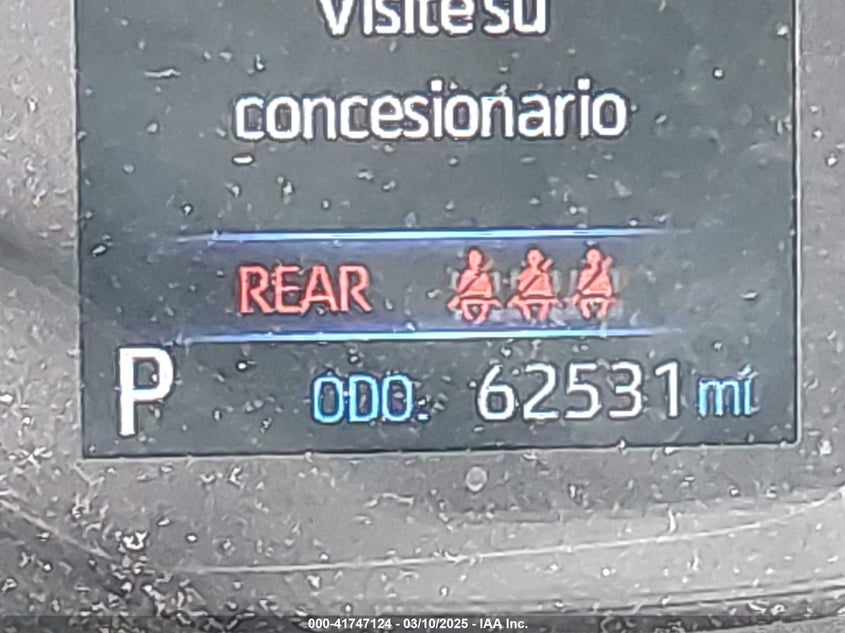 Visite su
concesionario
REAR
P ODO. 62531 mi
000-41747124 - 03/10/2025 - IAA Inc.